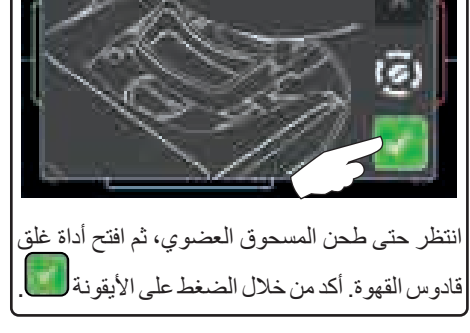 انتظر حتى طحن المسحوق العضوي، ثم افتح أداة غلق
قادوس القهوة. أكد من خلال الضغط على الأيقونة .